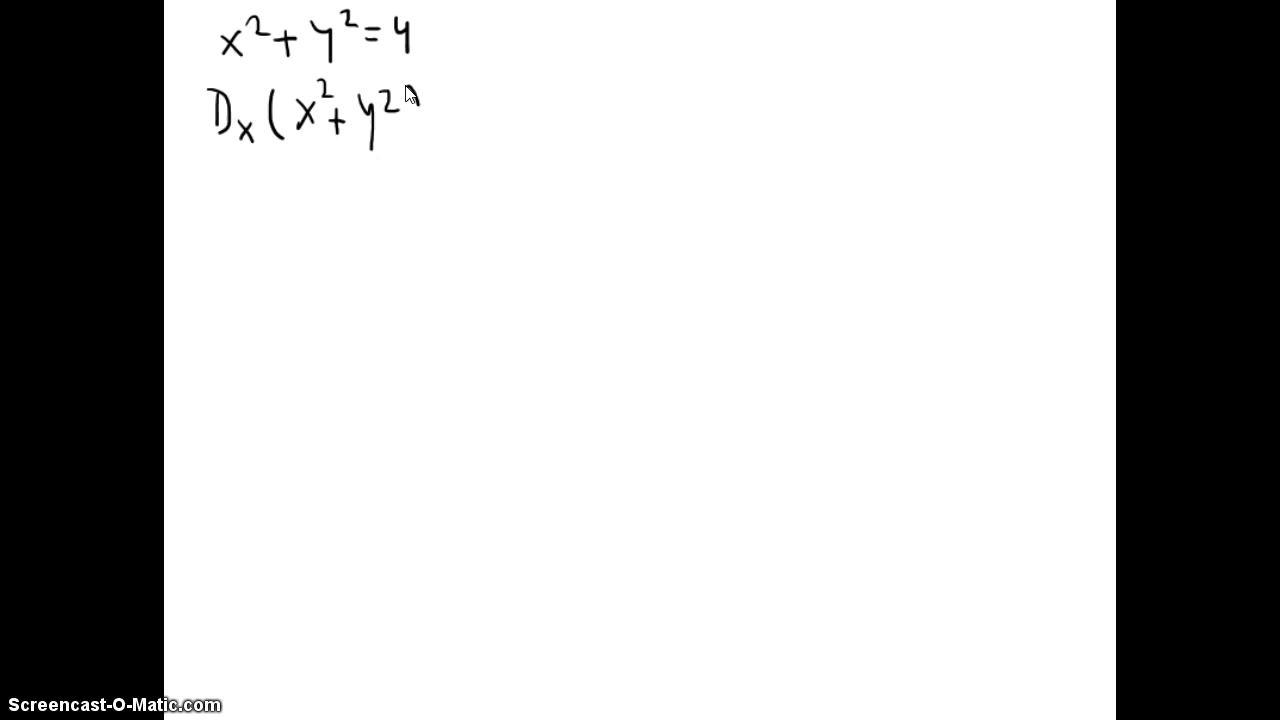 x² + y² = 4
Dₓ ( x² + y² )
Screencast-O-Matic.com